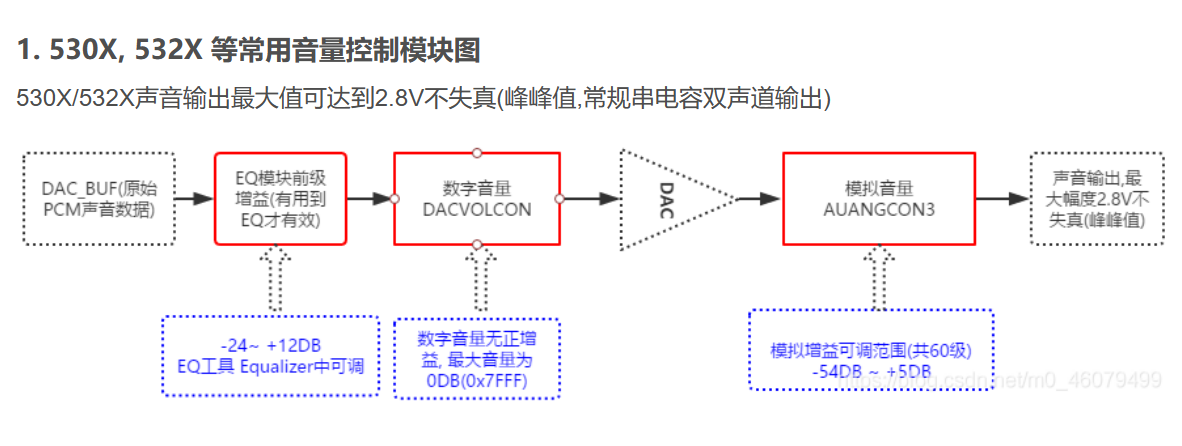 1. 530X, 532X 等常用音量控制模块图
530X/532X声音输出最大值可达到2.8V不失真(峰峰值,常规串电容双声道输出)
DAC_BUF(原始
PCM声音数据)
EQ模块前级
增益(有用到
EQ才有效)
数字音量
DACVOLCON
DAC
模拟音量
AUANGCON3
声音输出,最
大幅度2.8V不
失真(峰峰值)
-24~ +12DB
EQ工具 Equalizer中可调
数字音量无正增
益, 最大音量为
0DB(0x7FFF)
模拟增益可调范围(共60级)
-54DB ~ +5DB
https://blog.csdn.net/m0_46079499